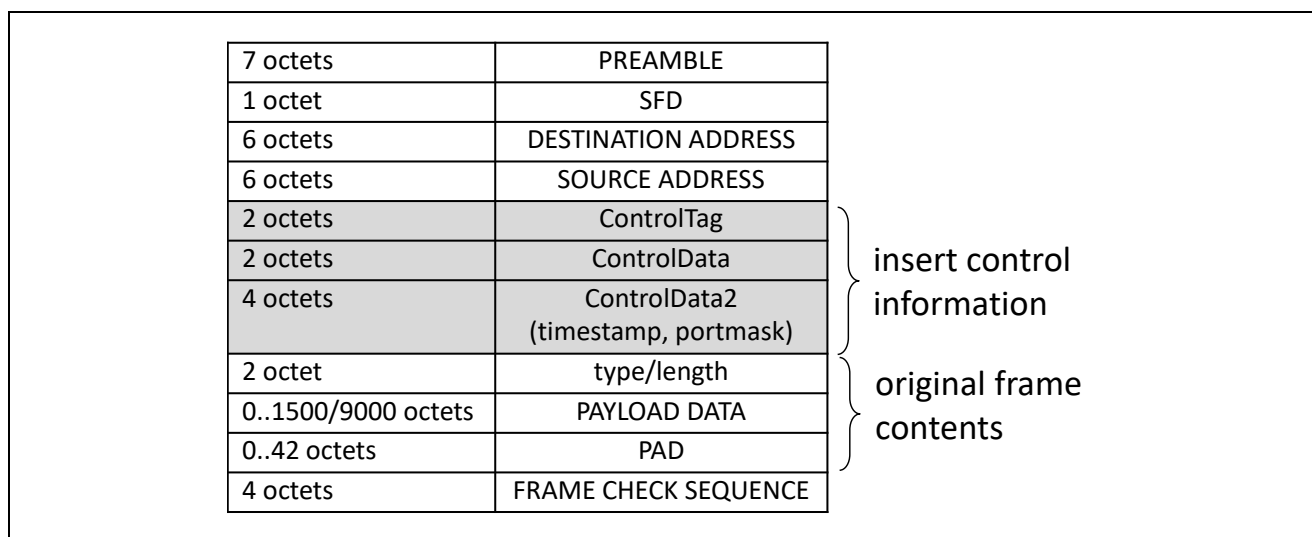 7 octets PREAMBLE
1 octet SFD
6 octets DESTINATION ADDRESS
6 octets SOURCE ADDRESS
2 octets ControlTag
2 octets ControlData
4 octets ControlData2
(timestamp, portmask)
insert control
information
2 octet type/length
0..1500/9000 octets PAYLOAD DATA
0..42 octets PAD
original frame
contents
4 octets FRAME CHECK SEQUENCE